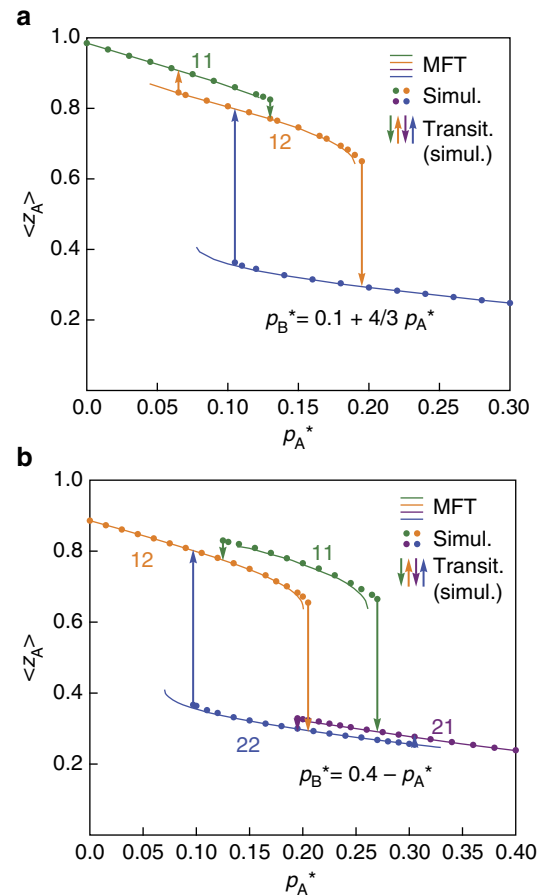 a
1.0
0.8
0.6
0.4
0.2
<z_A>
11
12
MFT
Simul.
Transit.
(simul.)
p_B* = 0.1 + 4/3 p_A*
0.00 0.05 0.10 0.15 0.20 0.25 0.30
p_A*
b
1.0
0.8
0.6
0.4
0.2
<z_A>
12
11
22
21
MFT
Simul.
Transit.
(simul.)
p_B* = 0.4 – p_A*
0.0 0.05 0.10 0.15 0.20 0.25 0.30 0.35 0.40
p_A*